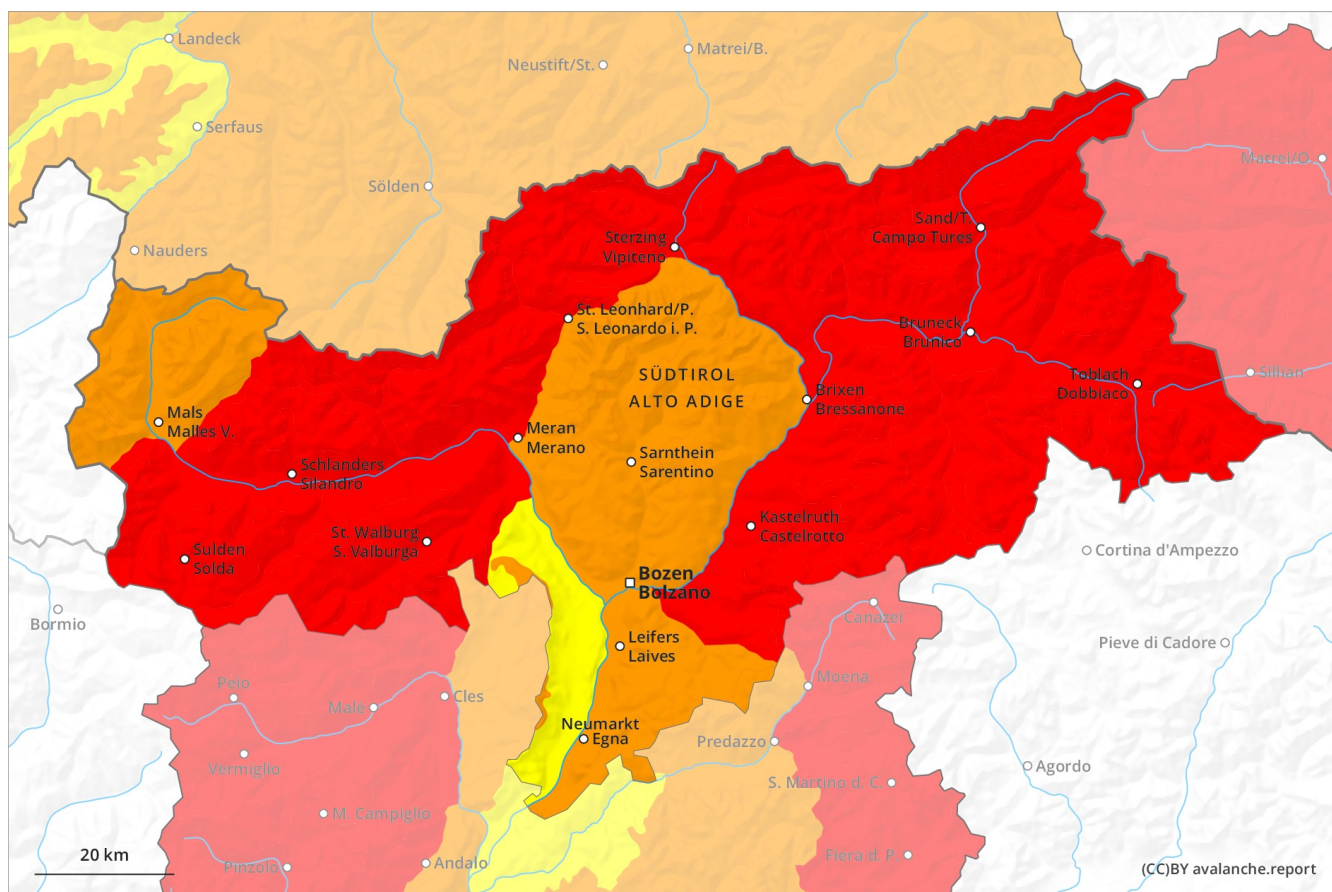 Landeck
Matrei/B.
Neustift/St.
Serfaus
Matrei/O.
Sölden
Sand/T.
Campo Tures
Sterzing
Vipiteno
Nauders
St. Leonhard/P.
S. Leonardo i. P.
Bruneck
Brunico
SÜDTIROL
ALTO ADIGE
Toblach
Dobbiaco
Sillian
Brixen
Bressanone
Mals
Malles V.
Meran
Merano
Sarnthein
Sarentino
Schlanders
Silandro
Kastelruth
Castelrotto
St. Walburg
S. Valburga
Sulden
Solda
Cortina d'Ampezzo
Bozen
Bolzano
Bormio
Canazei
Leifers
Laives
Pieve di Cadore
Moena
Peio
Cles
Malè
Neumarkt
Egna
Predazzo
Vermiglio
Agordo
S. Martino d. C.
M. Campiglio
20 km
Andalo
Fiera d. P.
Pinzolo
(CC)BY avalanche.report